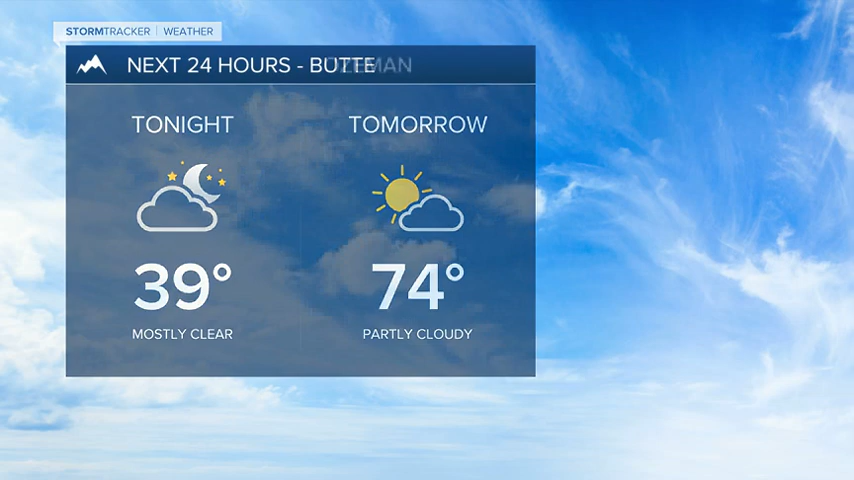 STORMTRACKER | WEATHER
NEXT 24 HOURS - BUTTE
TONIGHT
TOMORROW
39°
74°
MOSTLY CLEAR
PARTLY CLOUDY